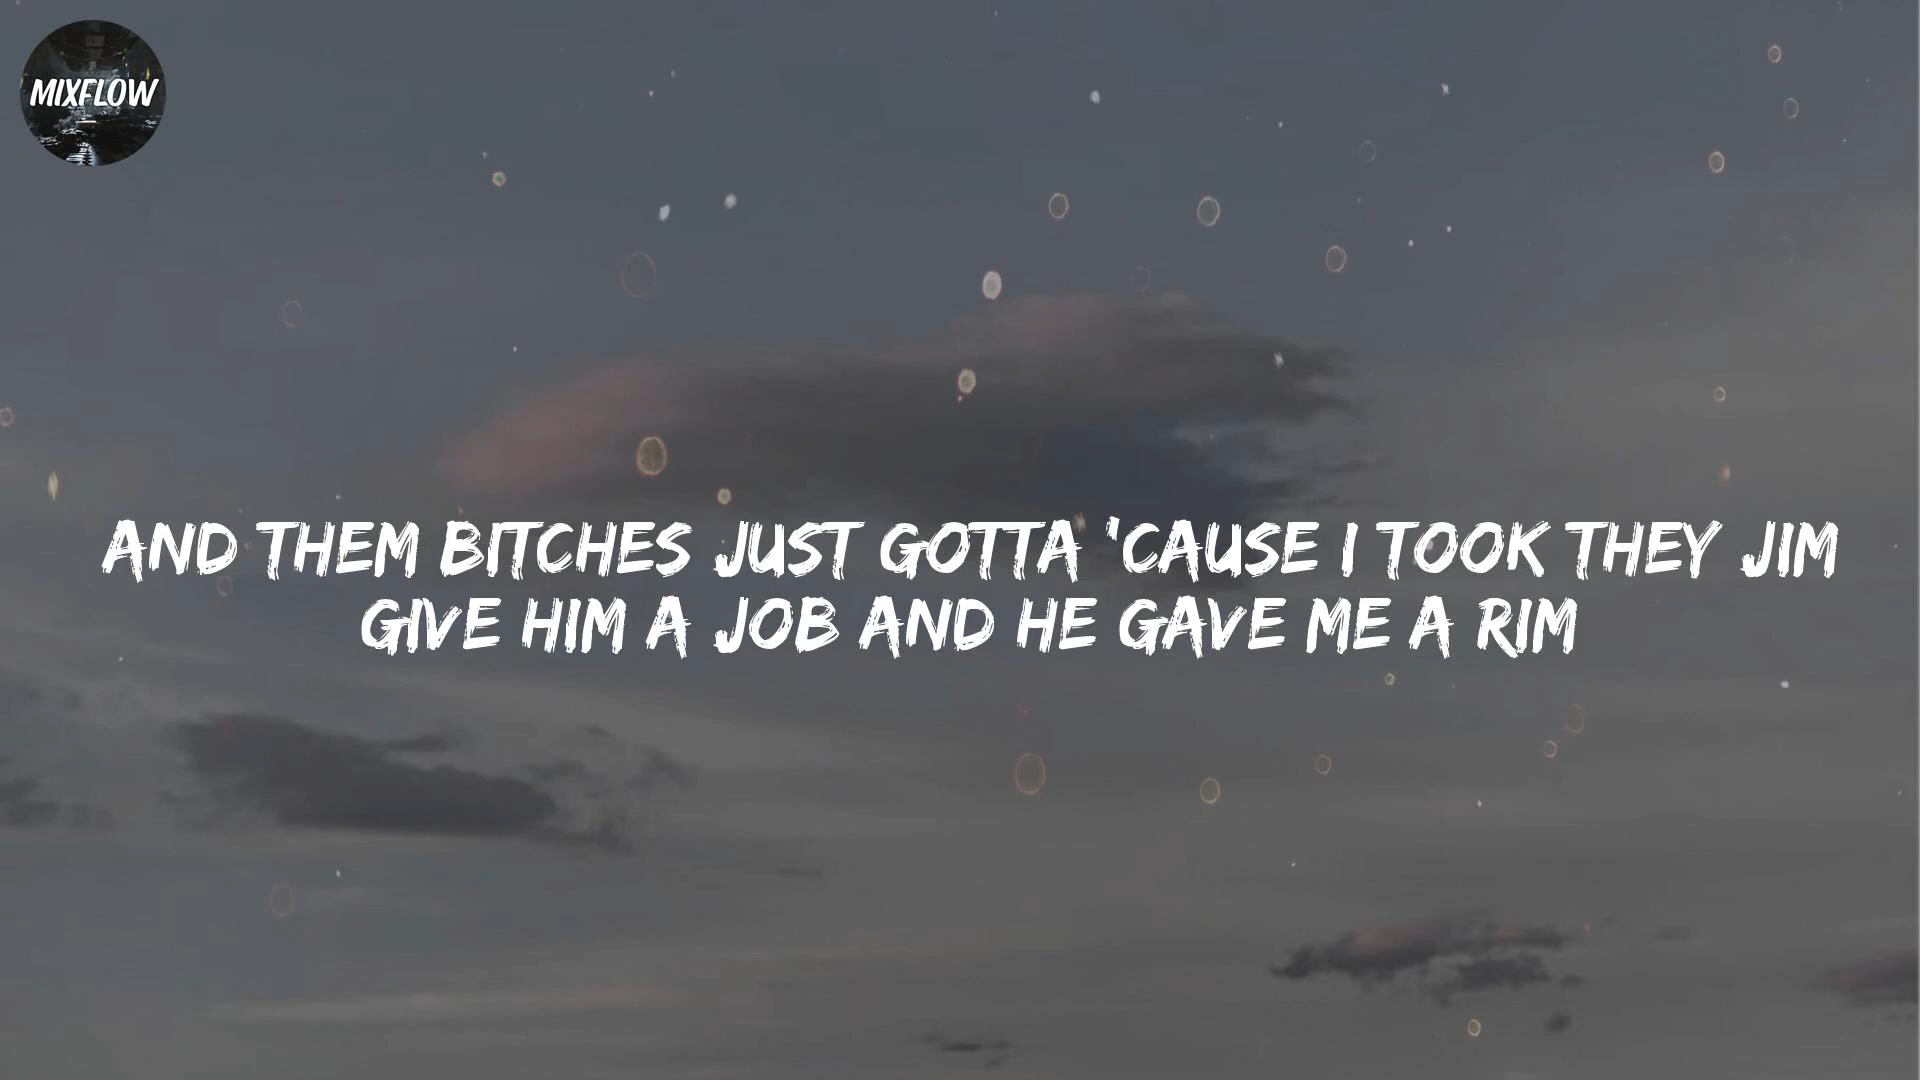 MIXFLOW
AND THEM BITCHES JUST GOTTA 'CAUSE I TOOK THEY JIM
GIVE HIM A JOB AND HE GAVE ME A RIM